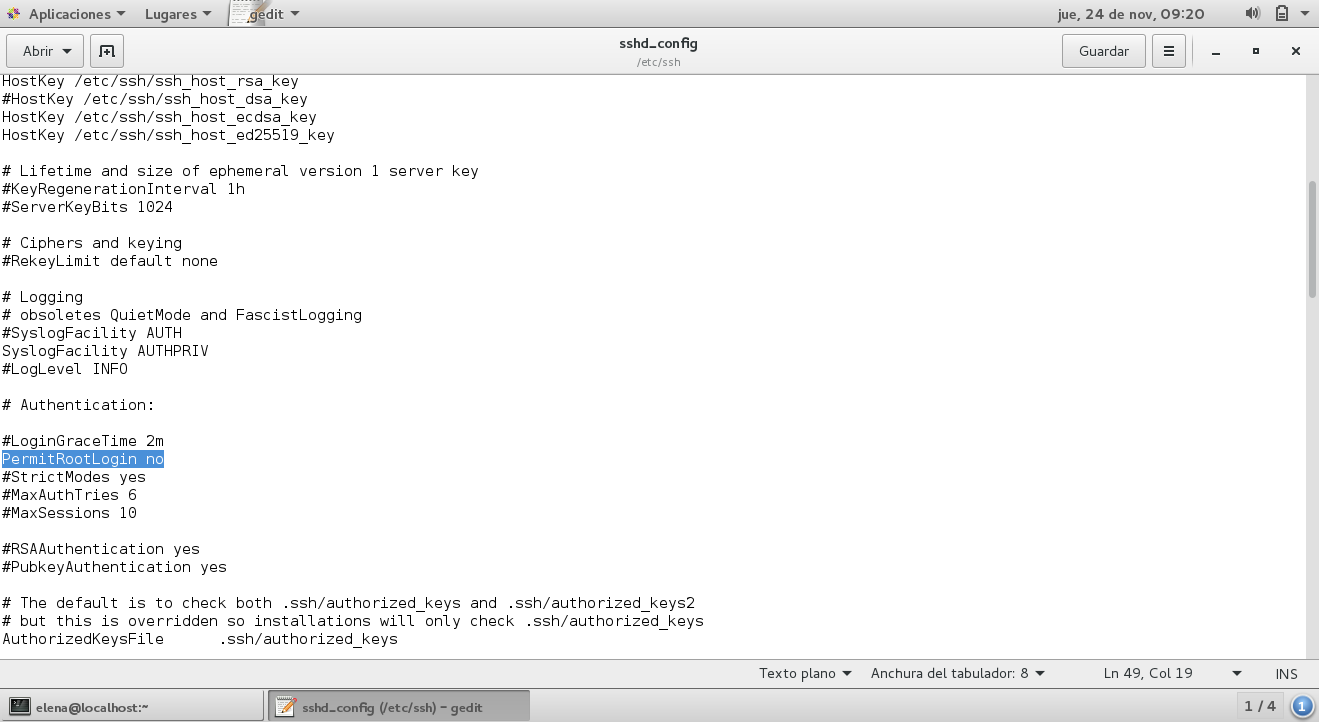 Aplicaciones Lugares gedit jue, 24 de nov, 09:20
Abrir sshd_config Guardar
/etc/ssh
HostKey /etc/ssh/ssh_host_rsa_key
#HostKey /etc/ssh/ssh_host_dsa_key
HostKey /etc/ssh/ssh_host_ecdsa_key
HostKey /etc/ssh/ssh_host_ed25519_key
# Lifetime and size of ephemeral version 1 server key
#KeyRegenerationInterval 1h
#ServerKeyBits 1024
# Ciphers and keying
#RekeyLimit default none
# Logging
# obsoletes QuietMode and FascistLogging
#SyslogFacility AUTH
SyslogFacility AUTHPRIV
#LogLevel INFO
# Authentication:
#LoginGraceTime 2m
PermitRootLogin no
#StrictModes yes
#MaxAuthTries 6
#MaxSessions 10
#RSAAuthentication yes
#PubkeyAuthentication yes
# The default is to check both .ssh/authorized_keys and .ssh/authorized_keys2
# but this is overridden so installations will only check .ssh/authorized_keys
AuthorizedKeysFile .ssh/authorized_keys
Texto plano Anchura del tabulador: 8 Ln 49, Col 19 INS
elena@localhost:~ sshd_config (/etc/ssh) - gedit 1 / 4 1